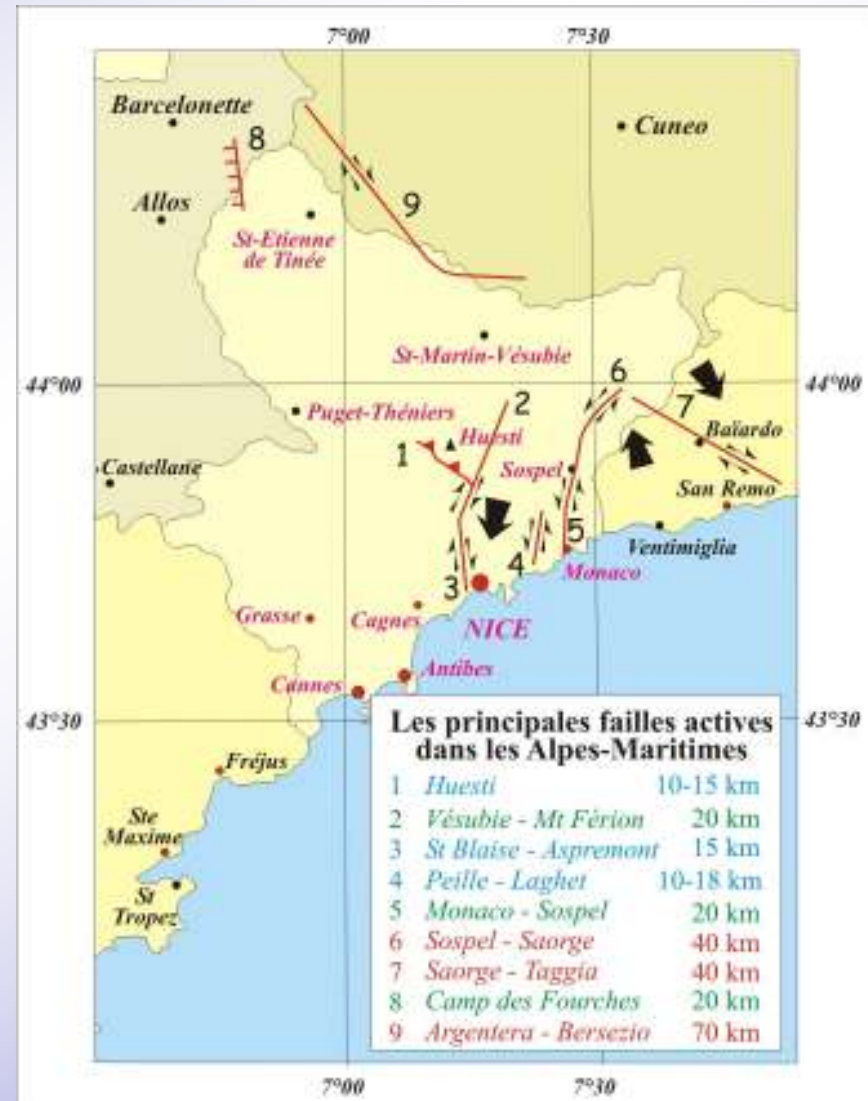 7°00 7°30
Barcelonette
8
Cuneo
Allos
9
St-Etienne
de Tinée
St-Martin-Vésubie
6
44°00 44°00
2
7
Puget-Théniers
Huesti
Baïardo
1
Castellane
Sospel
San Remo
5
4
Ventimiglia
3
Monaco
Grasse
Cagnes
NICE
Antibes
Cannes
43°30 43°30
Fréjus
Ste
Maxime
St
Tropez
Les principales failles actives
dans les Alpes-Maritimes
1 Huesti 10-15 km
2 Vésubie - Mt Férion 20 km
3 St Blaise - Aspremont 15 km
4 Peille - Laghet 10-18 km
5 Monaco - Sospel 20 km
6 Sospel - Saorge 40 km
7 Saorge - Taggia 40 km
8 Camp des Fourches 20 km
9 Argentera - Bersezio 70 km
7°00 7°30